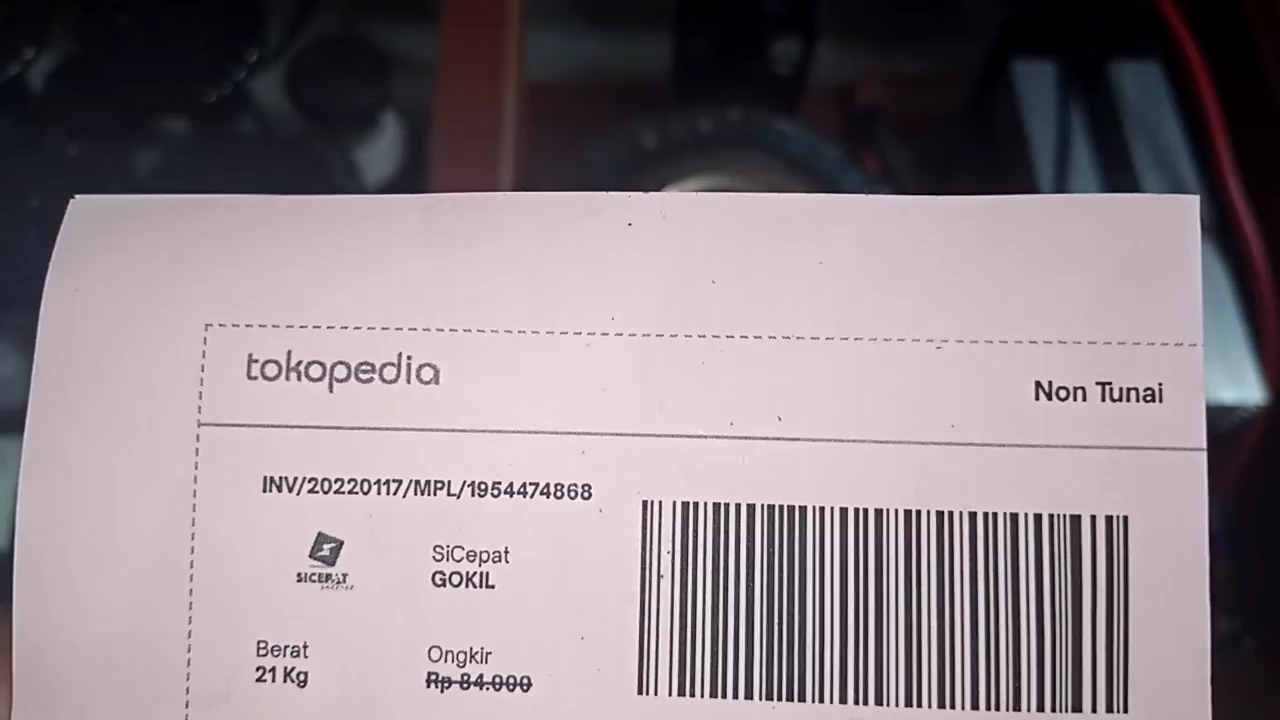 tokopedia
Non Tunai
INV/20220117/MPL/1954474868
SICEPAT
SiCepat
GOKIL
Berat
21 Kg
Ongkir
Rp 84.000